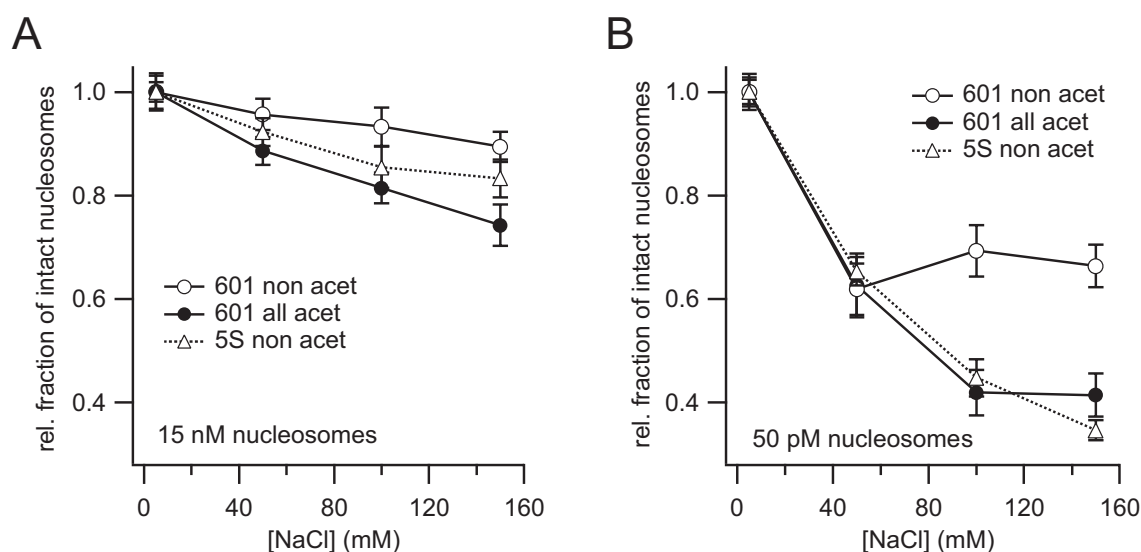 A
rel. fraction of intact nucleosomes
1.0
0.8
0.6
0.4
601 non acet
601 all acet
5S non acet
15 nM nucleosomes
0
40
80
120
160
[NaCl] (mM)
B
rel. fraction of intact nucleosomes
1.0
0.8
0.6
0.4
601 non acet
601 all acet
5S non acet
50 pM nucleosomes
0
40
80
120
160
[NaCl] (mM)